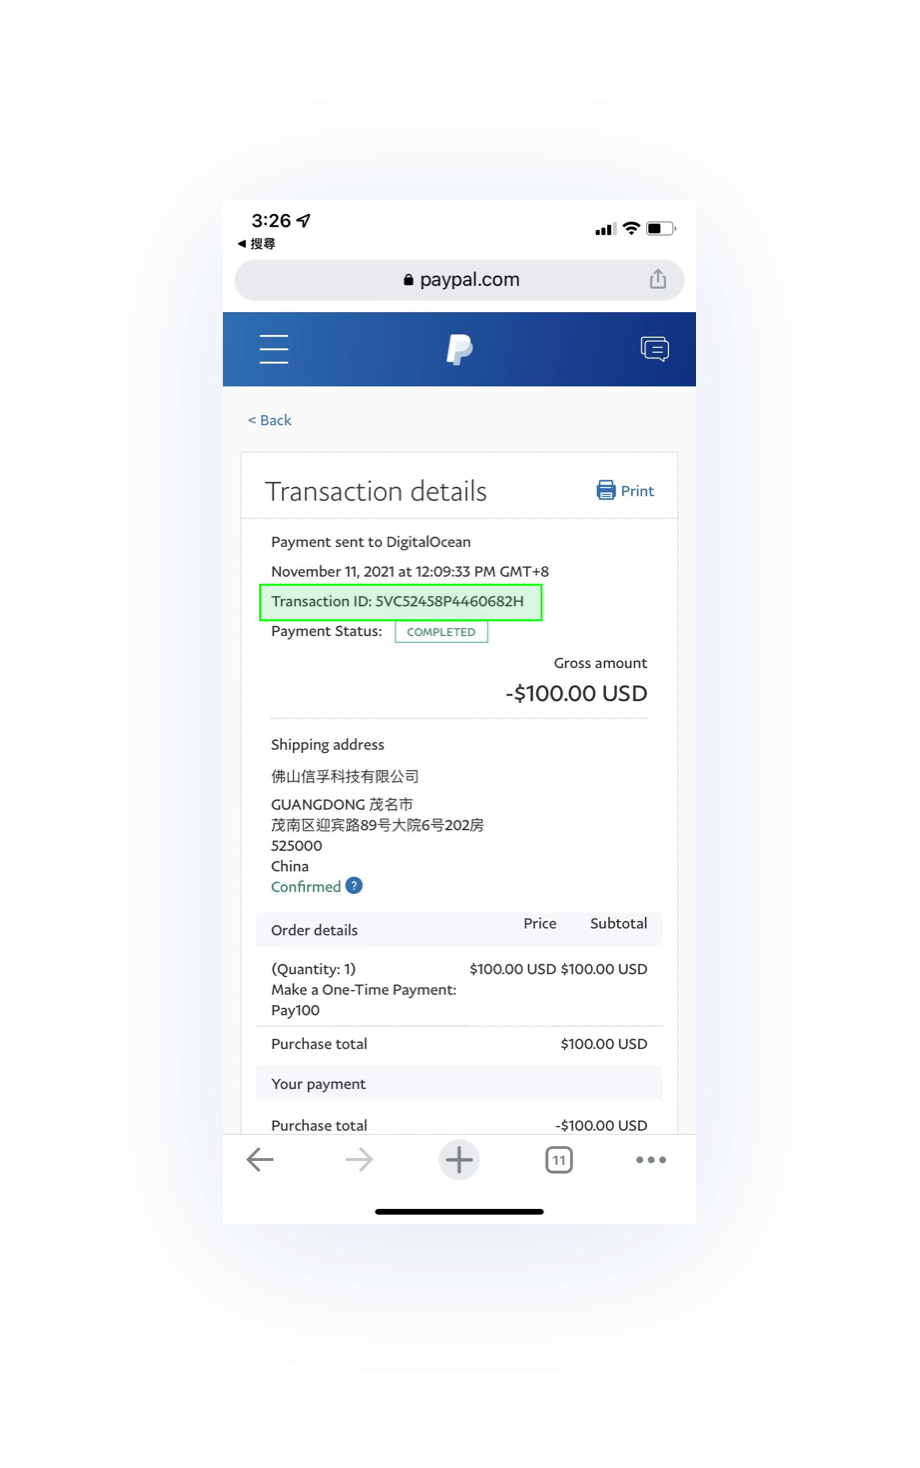 3:26
◀ 搜尋
paypal.com
< Back
Transaction details
Print
Payment sent to DigitalOcean
November 11, 2021 at 12:09:33 PM GMT+8
Transaction ID: 5VC52458P4460682H
Payment Status: COMPLETED
Gross amount
-$100.00 USD
Shipping address
佛山信孚科技有限公司
GUANGDONG 茂名市
茂南区迎宾路89号大院6号202房
525000
China
Confirmed ?
Order details Price Subtotal
(Quantity: 1) $100.00 USD $100.00 USD
Make a One-Time Payment:
Pay100
Purchase total $100.00 USD
Your payment
Purchase total -$100.00 USD
11